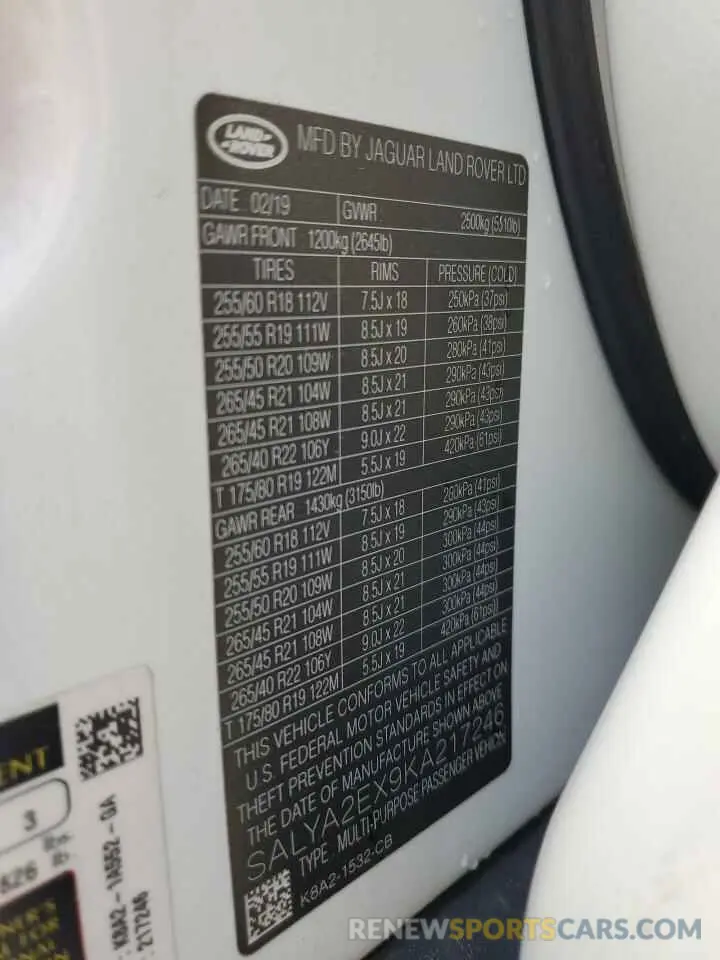 LAND ROVER MFD BY JAGUAR LAND ROVER LTD
DATE 02/19 GVWR 2500kg (5510lb)
GAWR FRONT 1200kg (2645lb)
TIRES RIMS PRESSURE (COLD)
255/60 R18 112V 7.5J x 18 250kPa (37psi)
255/55 R19 111W 8.5J x 19 260kPa (38psi)
255/50 R20 109W 8.5J x 20 280kPa (41psi)
265/45 R21 104W 8.5J x 21 290kPa (43psi)
265/45 R21 108W 8.5J x 21 290kPa (43psi)
265/40 R22 106Y 9.0J x 22 290kPa (43psi)
T 175/80 R19 122M 5.5J x 19 420kPa (61psi)
GAWR REAR 1430kg (3150lb)
255/60 R18 112V 7.5J x 18 280kPa (41psi)
255/55 R19 111W 8.5J x 19 290kPa (43psi)
255/50 R20 109W 8.5J x 20 300kPa (44psi)
265/45 R21 104W 8.5J x 21 300kPa (44psi)
265/45 R21 108W 8.5J x 21 300kPa (44psi)
265/40 R22 106Y 9.0J x 22 300kPa (44psi)
T 175/80 R19 122M 5.5J x 19 420kPa (61psi)
THIS VEHICLE CONFORMS TO ALL APPLICABLE
U.S. FEDERAL MOTOR VEHICLE SAFETY AND
THEFT PREVENTION STANDARDS IN EFFECT ON
THE DATE OF MANUFACTURE SHOWN ABOVE
SALYA2EX9KA217246
TYPE: MULTI-PURPOSE PASSENGER VEHICLE
K8A2-1532-CB
ENT
3
826 lb.
K8A2-1A552-GA
217246
RENEWSPORTSCARS.COM